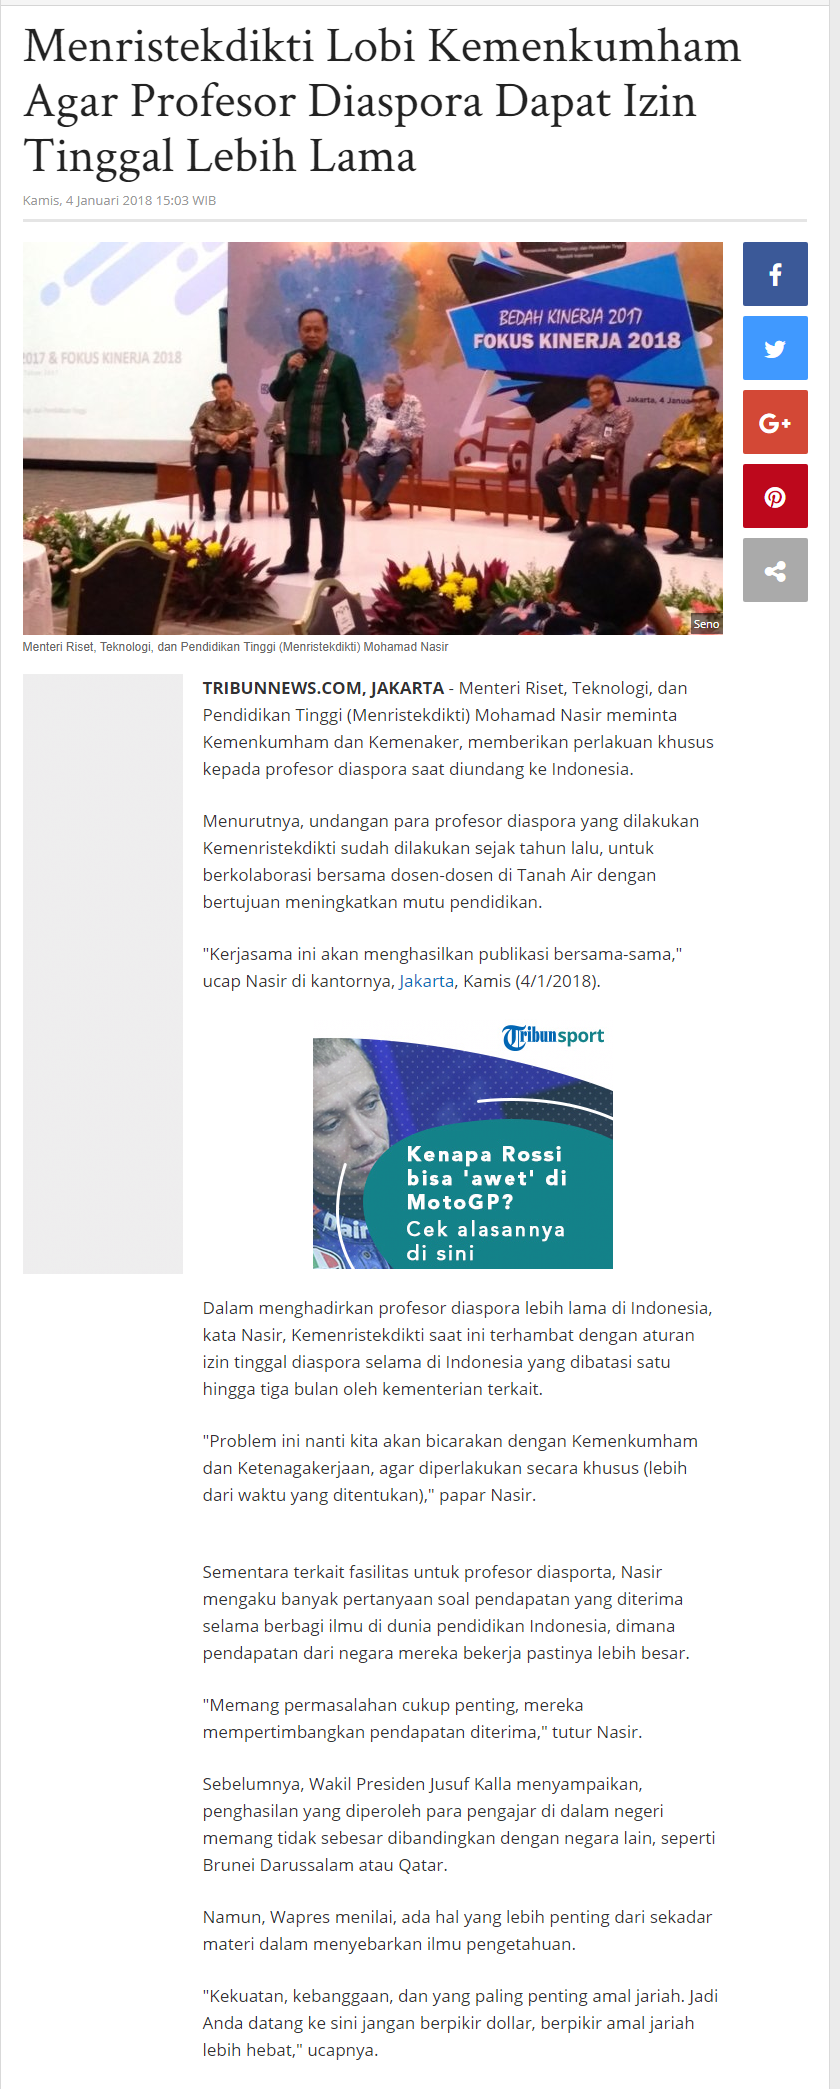 Menristekdikti Lobi Kemenkumham
Agar Profesor Diaspora Dapat Izin
Tinggal Lebih Lama
Kamis, 4 Januari 2018 15:03 WIB
2017 & FOKUS KINERJA 2018
BEDAH KINERJA 2017
FOKUS KINERJA 2018
Jakarta, 4
Seno
Menteri Riset, Teknologi, dan Pendidikan Tinggi (Menristekdikti) Mohamad Nasir
TRIBUNNEWS.COM, JAKARTA - Menteri Riset, Teknologi, dan
Pendidikan Tinggi (Menristekdikti) Mohamad Nasir meminta
Kemenkumham dan Kemenaker, memberikan perlakuan khusus
kepada profesor diaspora saat diundang ke Indonesia.
Menurutnya, undangan para profesor diaspora yang dilakukan
Kemenristekdikti sudah dilakukan sejak tahun lalu, untuk
berkolaborasi bersama dosen-dosen di Tanah Air dengan
bertujuan meningkatkan mutu pendidikan.
"Kerjasama ini akan menghasilkan publikasi bersama-sama,"
ucap Nasir di kantornya, Jakarta, Kamis (4/1/2018).
Tribunsport
Kenapa Rossi
bisa 'awet' di
MotoGP?
Cek alasannya
di sini
Dalam menghadirkan profesor diaspora lebih lama di Indonesia,
kata Nasir, Kemenristekdikti saat ini terhambat dengan aturan
izin tinggal diaspora selama di Indonesia yang dibatasi satu
hingga tiga bulan oleh kementerian terkait.
"Problem ini nanti kita akan bicarakan dengan Kemenkumham
dan Ketenagakerjaan, agar diperlakukan secara khusus (lebih
dari waktu yang ditentukan)," papar Nasir.
Sementara terkait fasilitas untuk profesor diasporta, Nasir
mengaku banyak pertanyaan soal pendapatan yang diterima
selama berbagi ilmu di dunia pendidikan Indonesia, dimana
pendapatan dari negara mereka bekerja pastinya lebih besar.
"Memang permasalahan cukup penting, mereka
mempertimbangkan pendapatan diterima," tutur Nasir.
Sebelumnya, Wakil Presiden Jusuf Kalla menyampaikan,
penghasilan yang diperoleh para pengajar di dalam negeri
memang tidak sebesar dibandingkan dengan negara lain, seperti
Brunei Darussalam atau Qatar.
Namun, Wapres menilai, ada hal yang lebih penting dari sekadar
materi dalam menyebarkan ilmu pengetahuan.
"Kekuatan, kebanggaan, dan yang paling penting amal jariah. Jadi
Anda datang ke sini jangan berpikir dollar, berpikir amal jariah
lebih hebat," ucapnya.